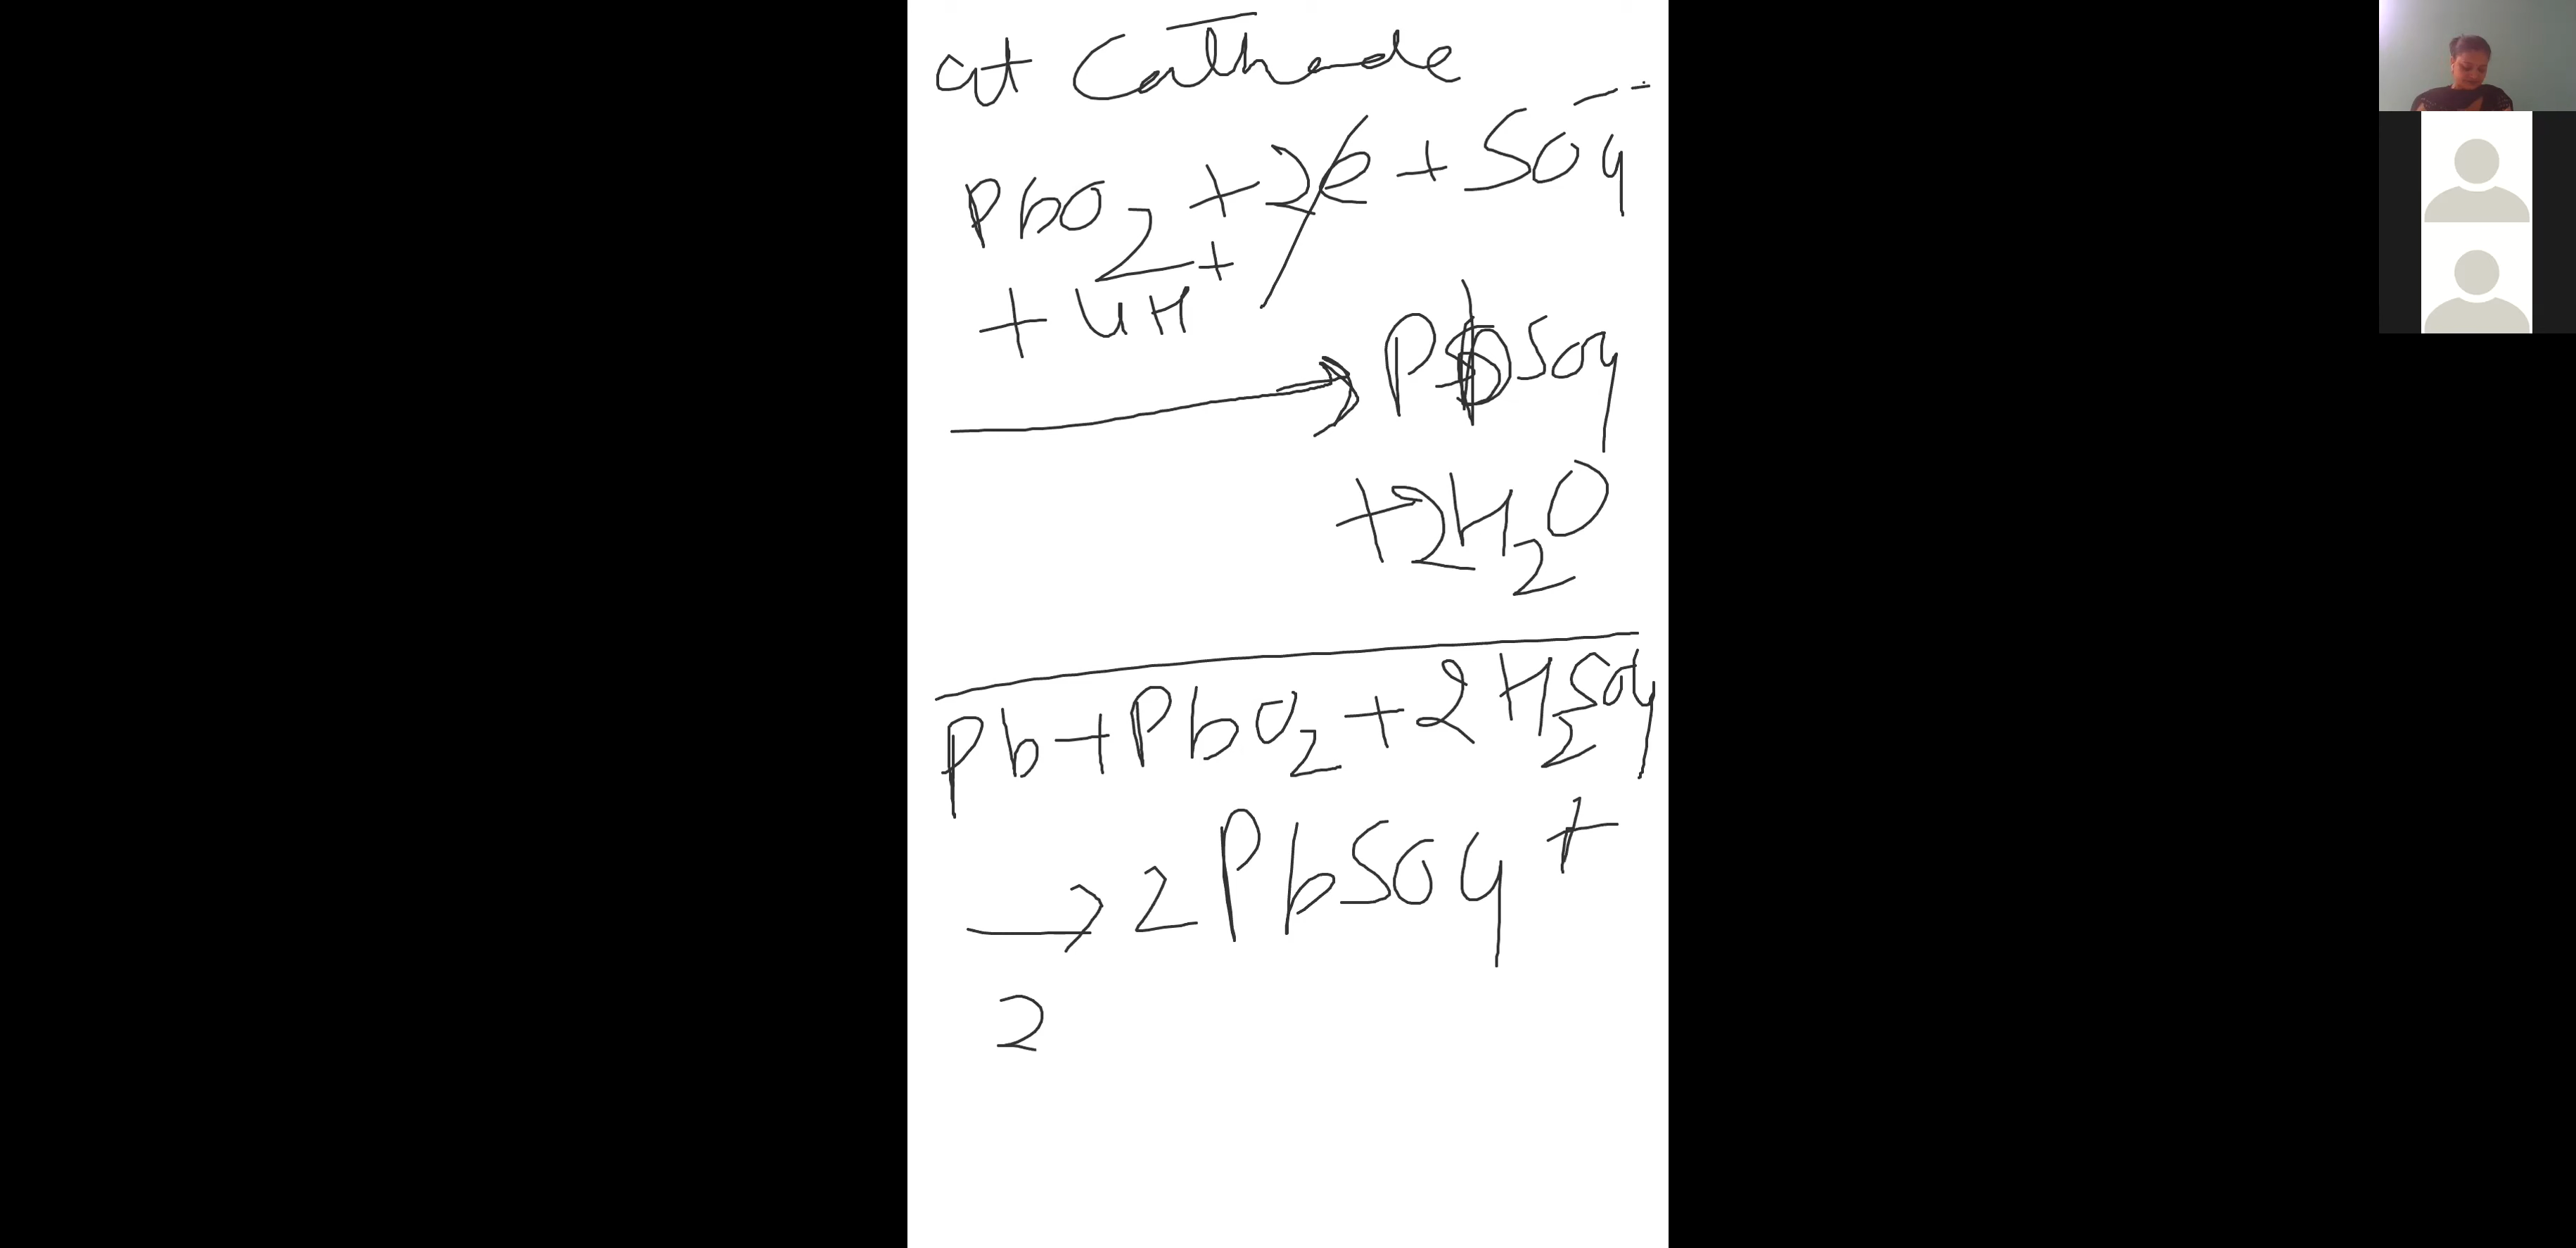 at Cathode
PbO2 + 2e + SO4--
+ 4H+
→ PbSO4
+ 2H2O
Pb + PbO2 + 2H2SO4
→ 2PbSO4 +
2